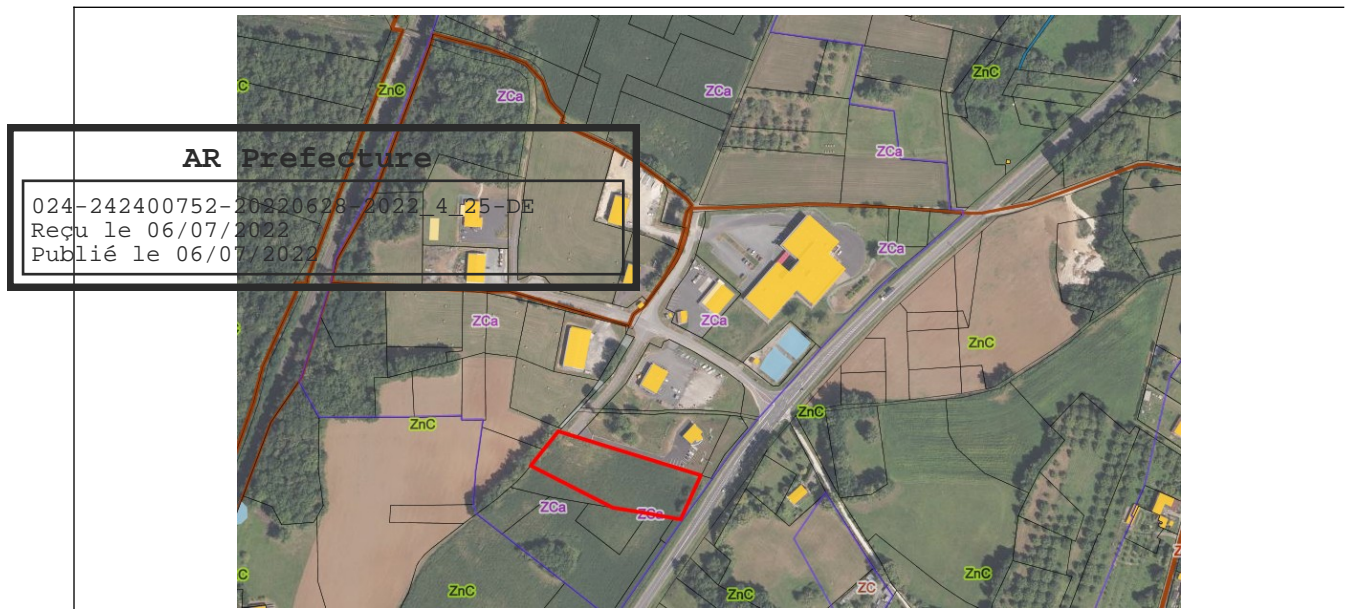 AR Prefecture
024-242400752-20220628-2022_4_25-DE
Reçu le 06/07/2022
Publié le 06/07/2022
ZnC
ZnC
C
ZnC
ZCa
ZCa
ZCa
ZCa
ZCa
ZCa
ZnC
C
ZnC
ZnC
ZCa
ZCa
Z
C
ZnC
ZnC
ZC
ZnC